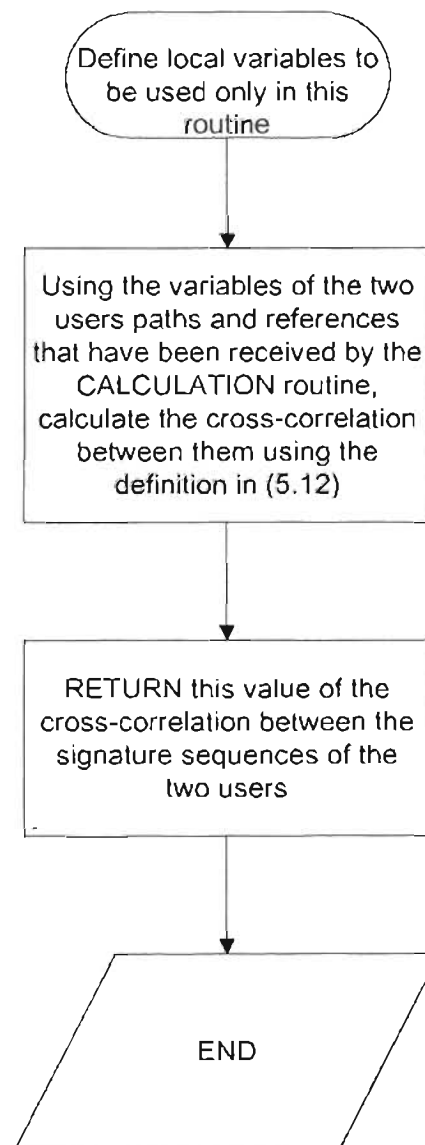 Define local variables to
be used only in this
routine
Using the variables of the two
users paths and references
that have been received by the
CALCULATION routine,
calculate the cross-correlation
between them using the
definition in (5.12)
RETURN this value of the
cross-correlation between the
signature sequences of the
two users
END